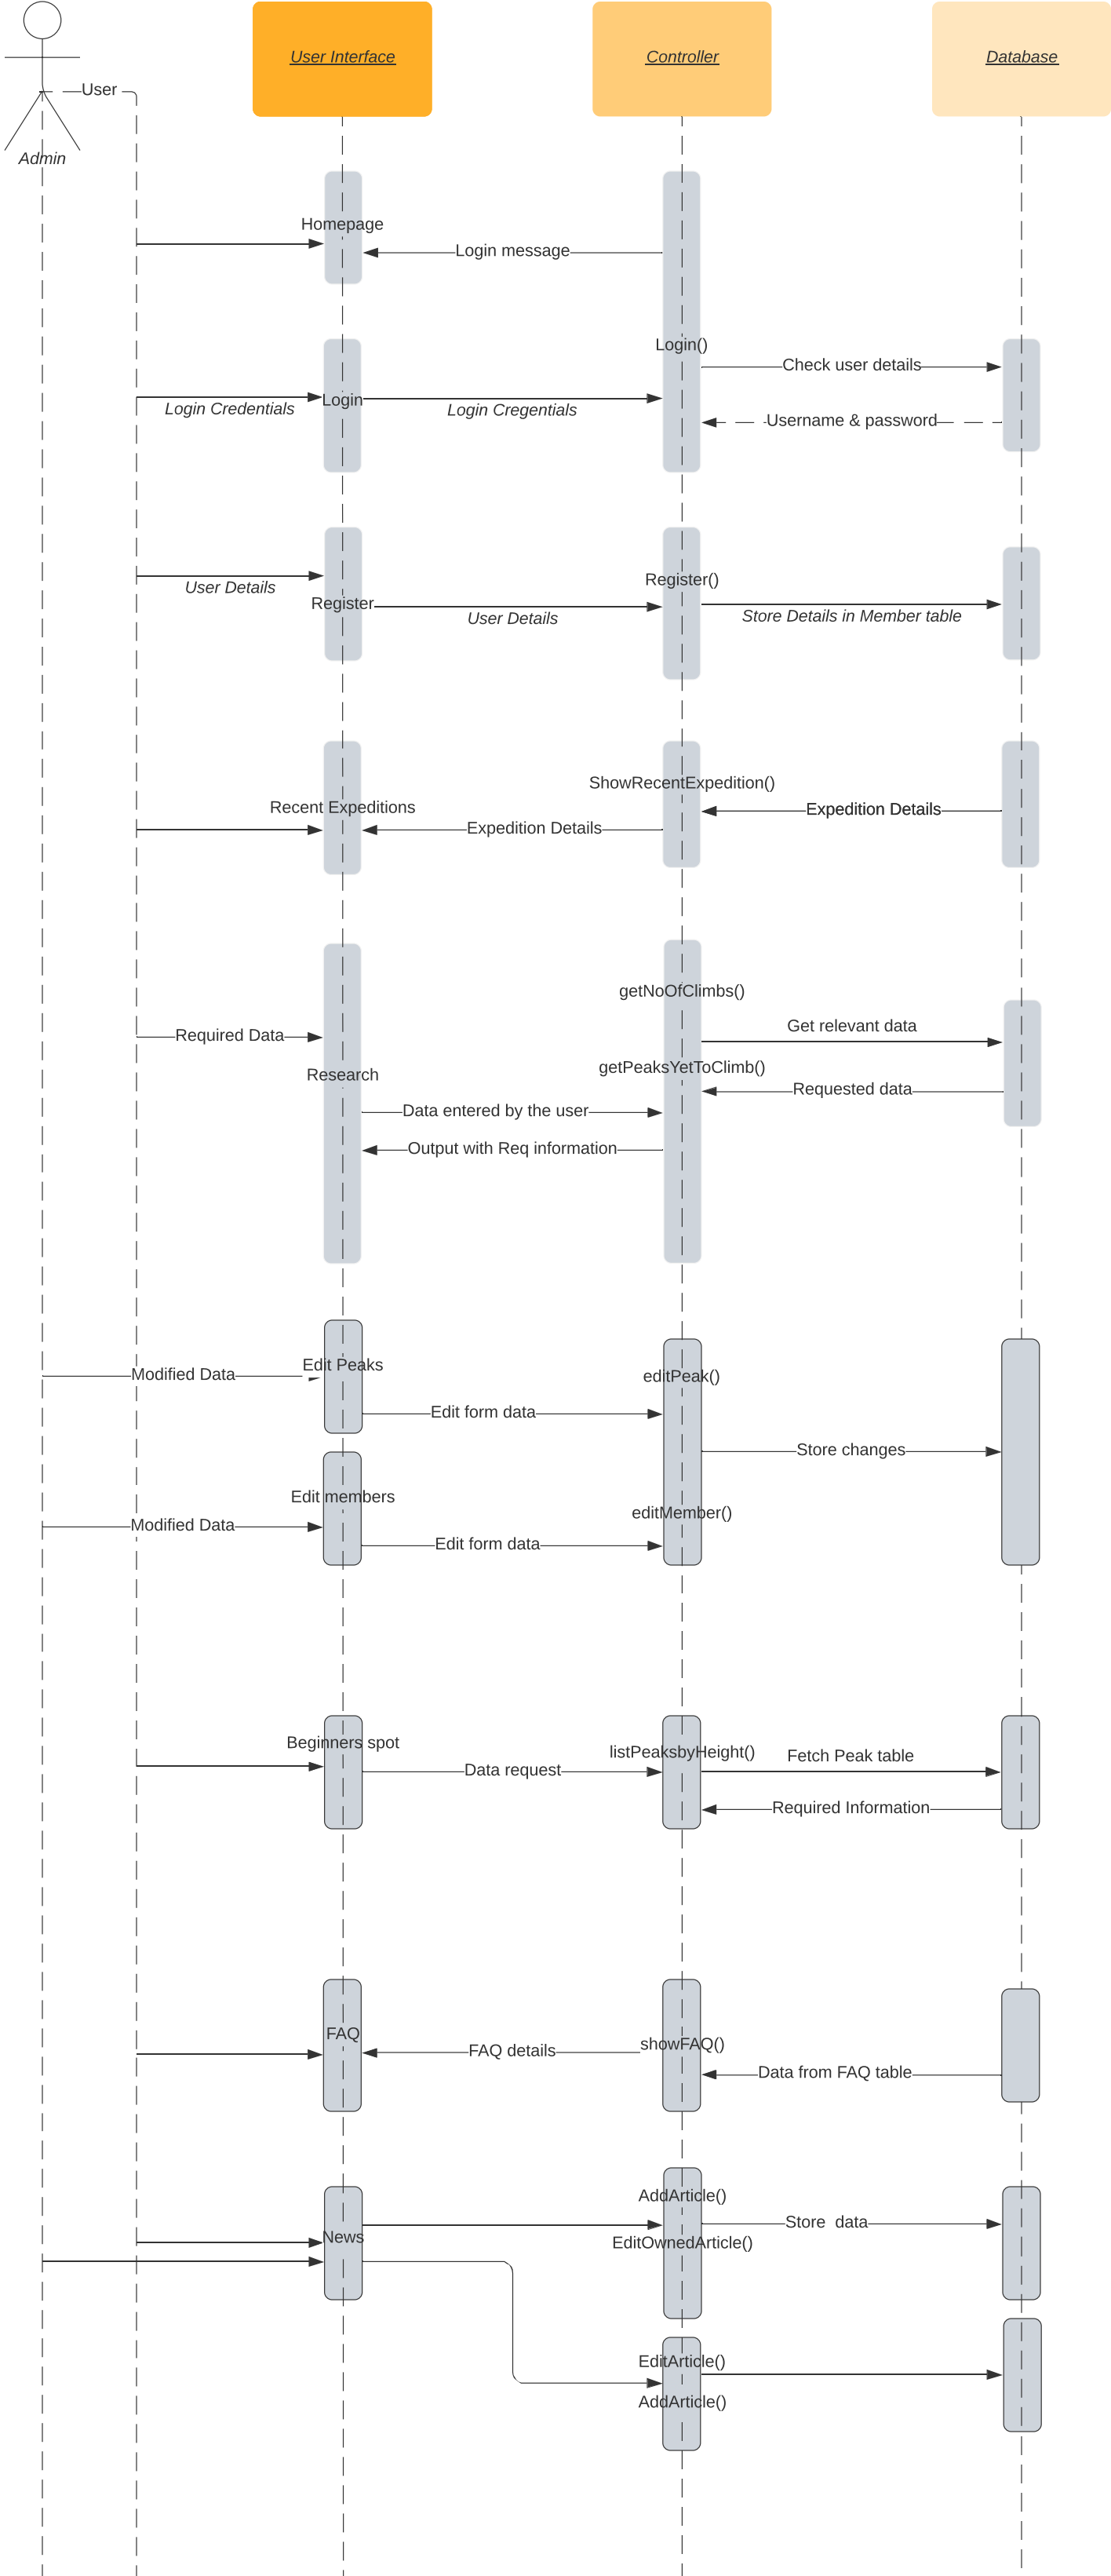 User Interface
Controller
Database
User
Admin
Homepage
Login message
Login()
Check user details
Login
Login Credentials
Login Cregentials
Username & password
Register()
User Details
Register
User Details
Store Details in Member table
ShowRecentExpedition()
Recent Expeditions
Expedition Details
Expedition Details
getNoOfClimbs()
Get relevant data
Required Data
getPeaksYetToClimb()
Research
Requested data
Data entered by the user
Output with Req information
Edit Peaks
Modified Data
editPeak()
Edit form data
Store changes
Edit members
editMember()
Modified Data
Edit form data
Beginners spot
listPeaksbyHeight()
Fetch Peak table
Data request
Required Information
FAQ
showFAQ()
FAQ details
Data from FAQ table
AddArticle()
Store  data
News
EditOwnedArticle()
EditArticle()
AddArticle()